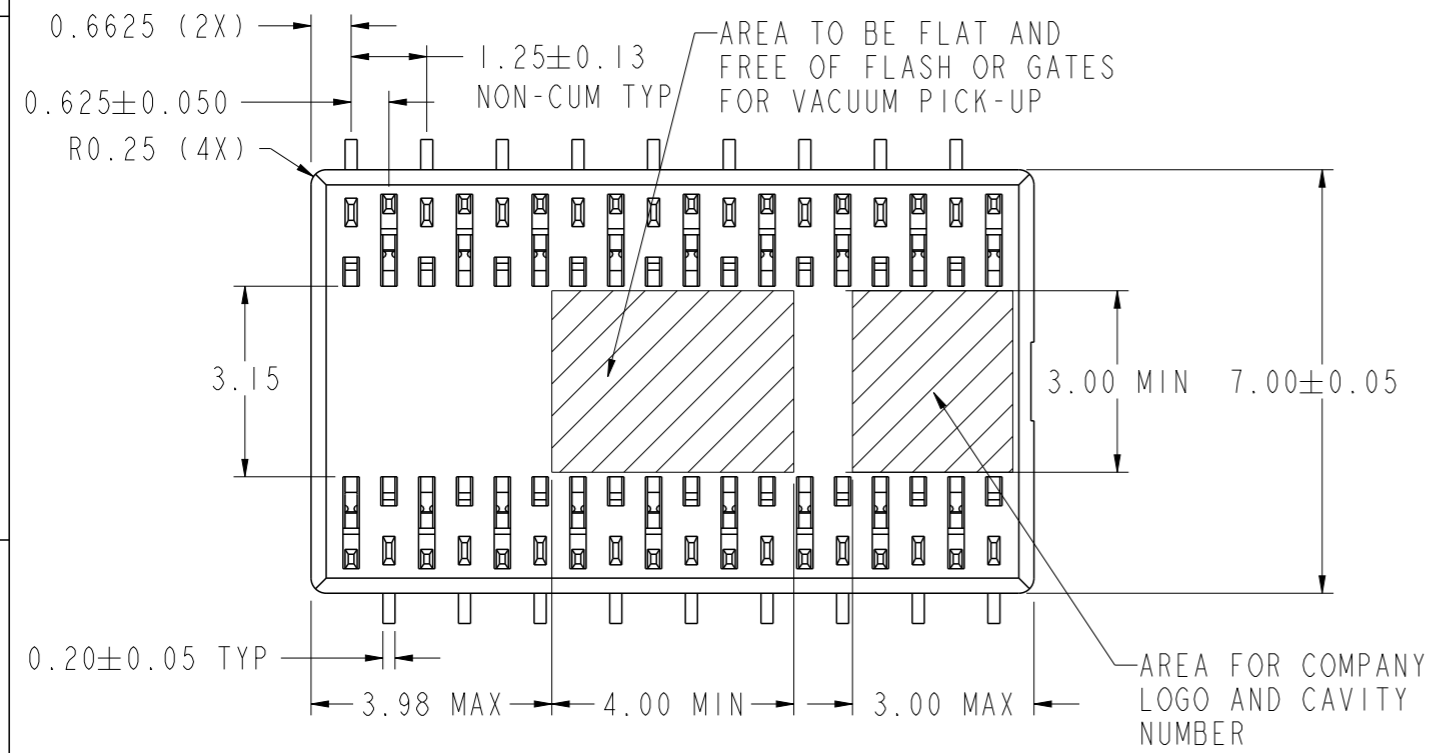 0.6625 (2X)
1.25±0.13
NON-CUM TYP
0.625±0.050
R0.25 (4X)
AREA TO BE FLAT AND
FREE OF FLASH OR GATES
FOR VACUUM PICK-UP
3.15
3.00 MIN
7.00±0.05
0.20±0.05 TYP
3.98 MAX
4.00 MIN
3.00 MAX
AREA FOR COMPANY
LOGO AND CAVITY
NUMBER